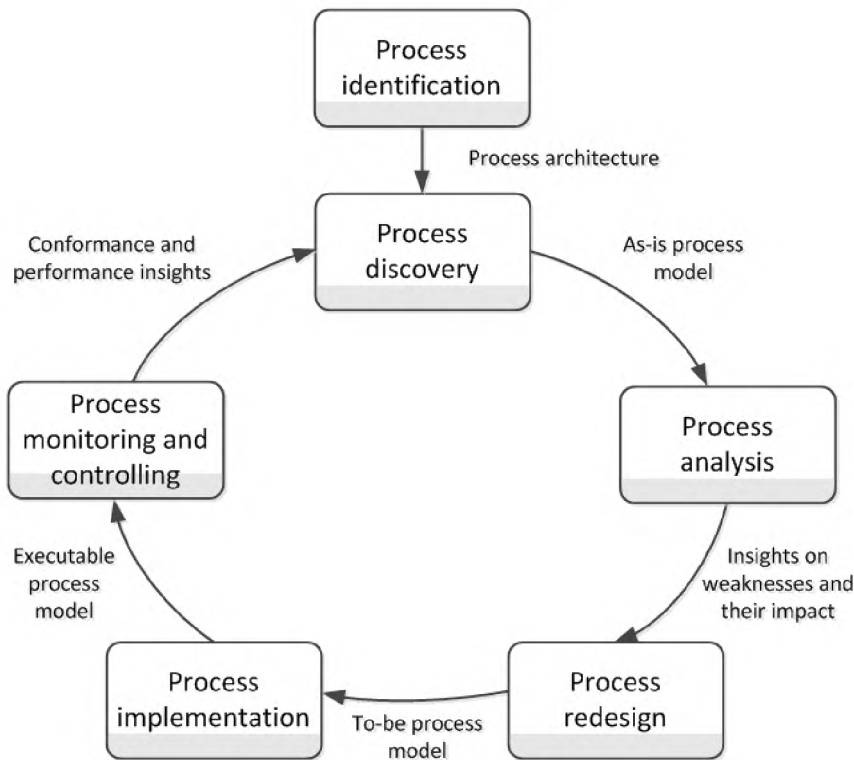 Process
identification
Process architecture
Process
discovery
Conformance and
performance insights
As-is process
model
Process
monitoring and
controlling
Process
analysis
Executable
process
model
Insights on
weaknesses and
their impact
Process
implementation
To-be process
model
Process
redesign